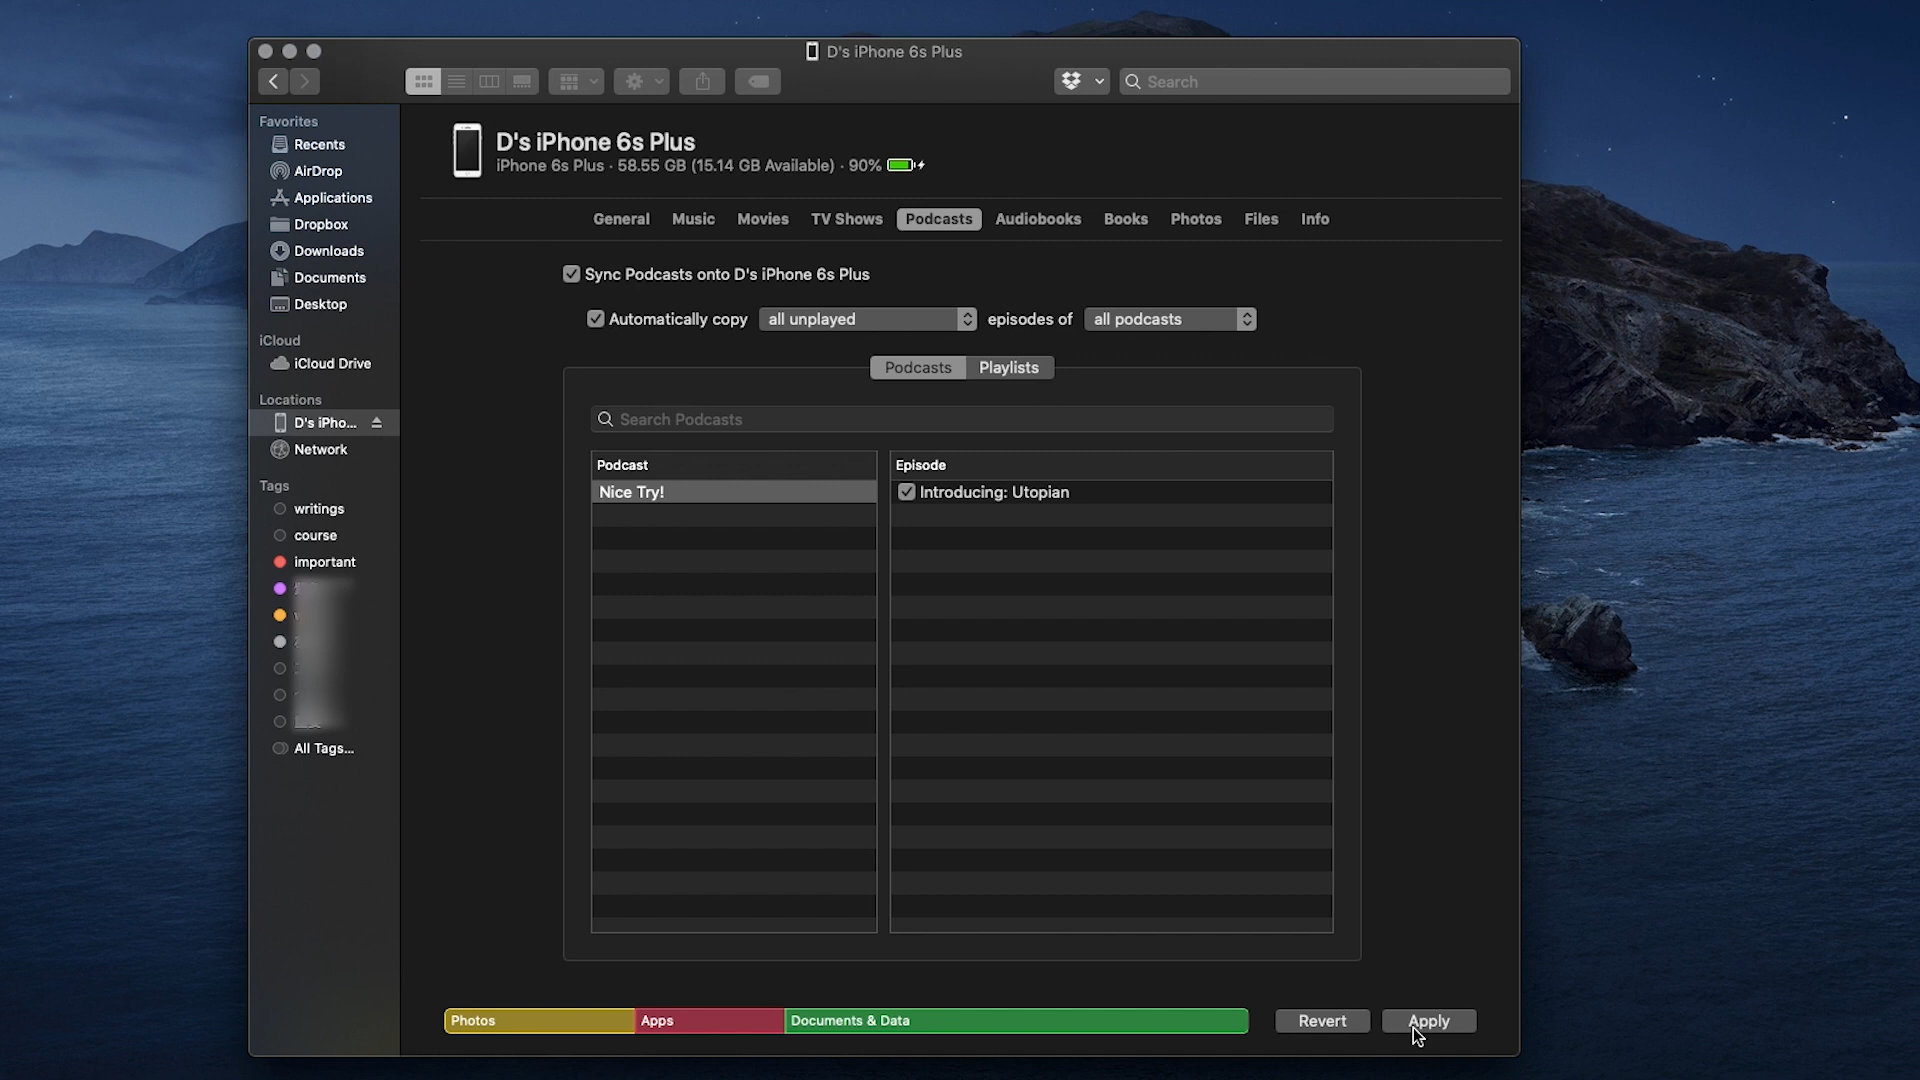 D's iPhone 6s Plus
Search
Favorites
Recents
AirDrop
Applications
Dropbox
Downloads
Documents
Desktop
iCloud
iCloud Drive
Locations
D's iPho...
Network
Tags
writings
course
important
All Tags...
D's iPhone 6s Plus
iPhone 6s Plus · 58.55 GB (15.14 GB Available) · 90%
General Music Movies TV Shows Podcasts Audiobooks Books Photos Files Info
Sync Podcasts onto D's iPhone 6s Plus
Automatically copy all unplayed episodes of all podcasts
Podcasts Playlists
Search Podcasts
Podcast Episode
Nice Try! Introducing: Utopian
Photos Apps Documents & Data Revert Apply